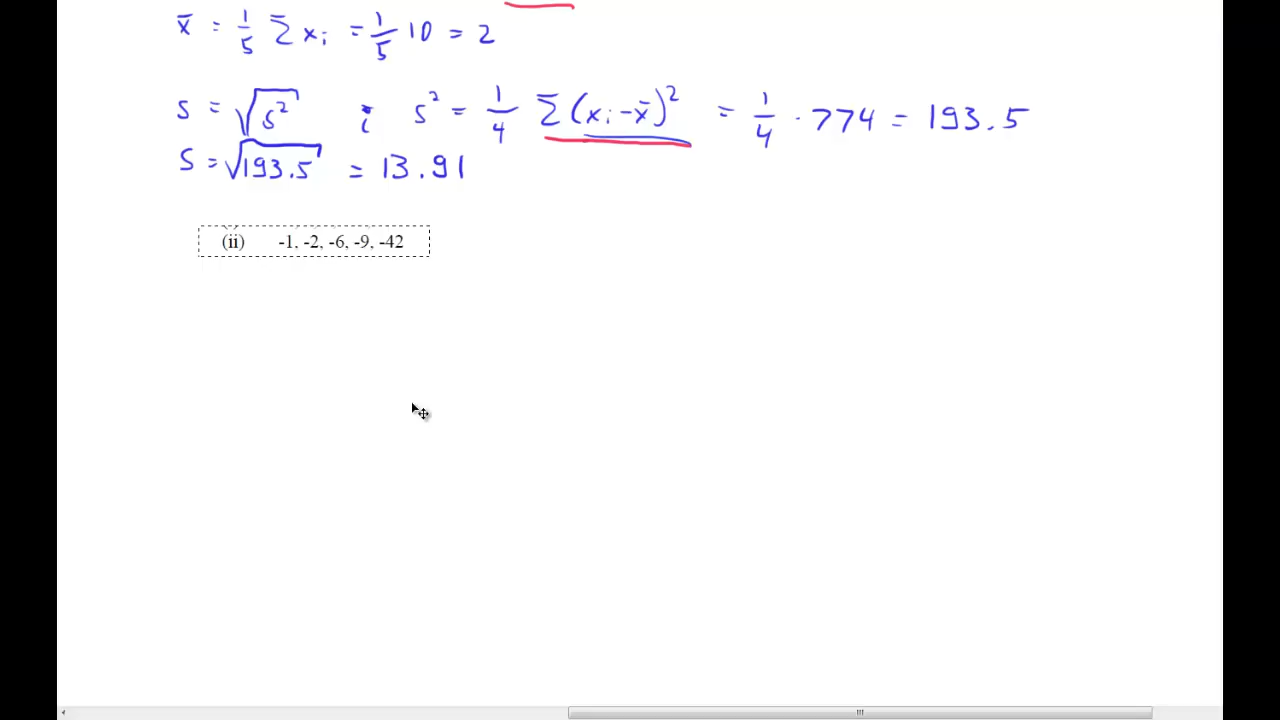 x̄ = 1/5 Σ xi = 1/5 10 = 2
s = √s² ; s² = 1/4 Σ(xi - x̄)² = 1/4 · 774 = 193.5
S = √193.5 = 13.91
(ii) -1, -2, -6, -9, -42